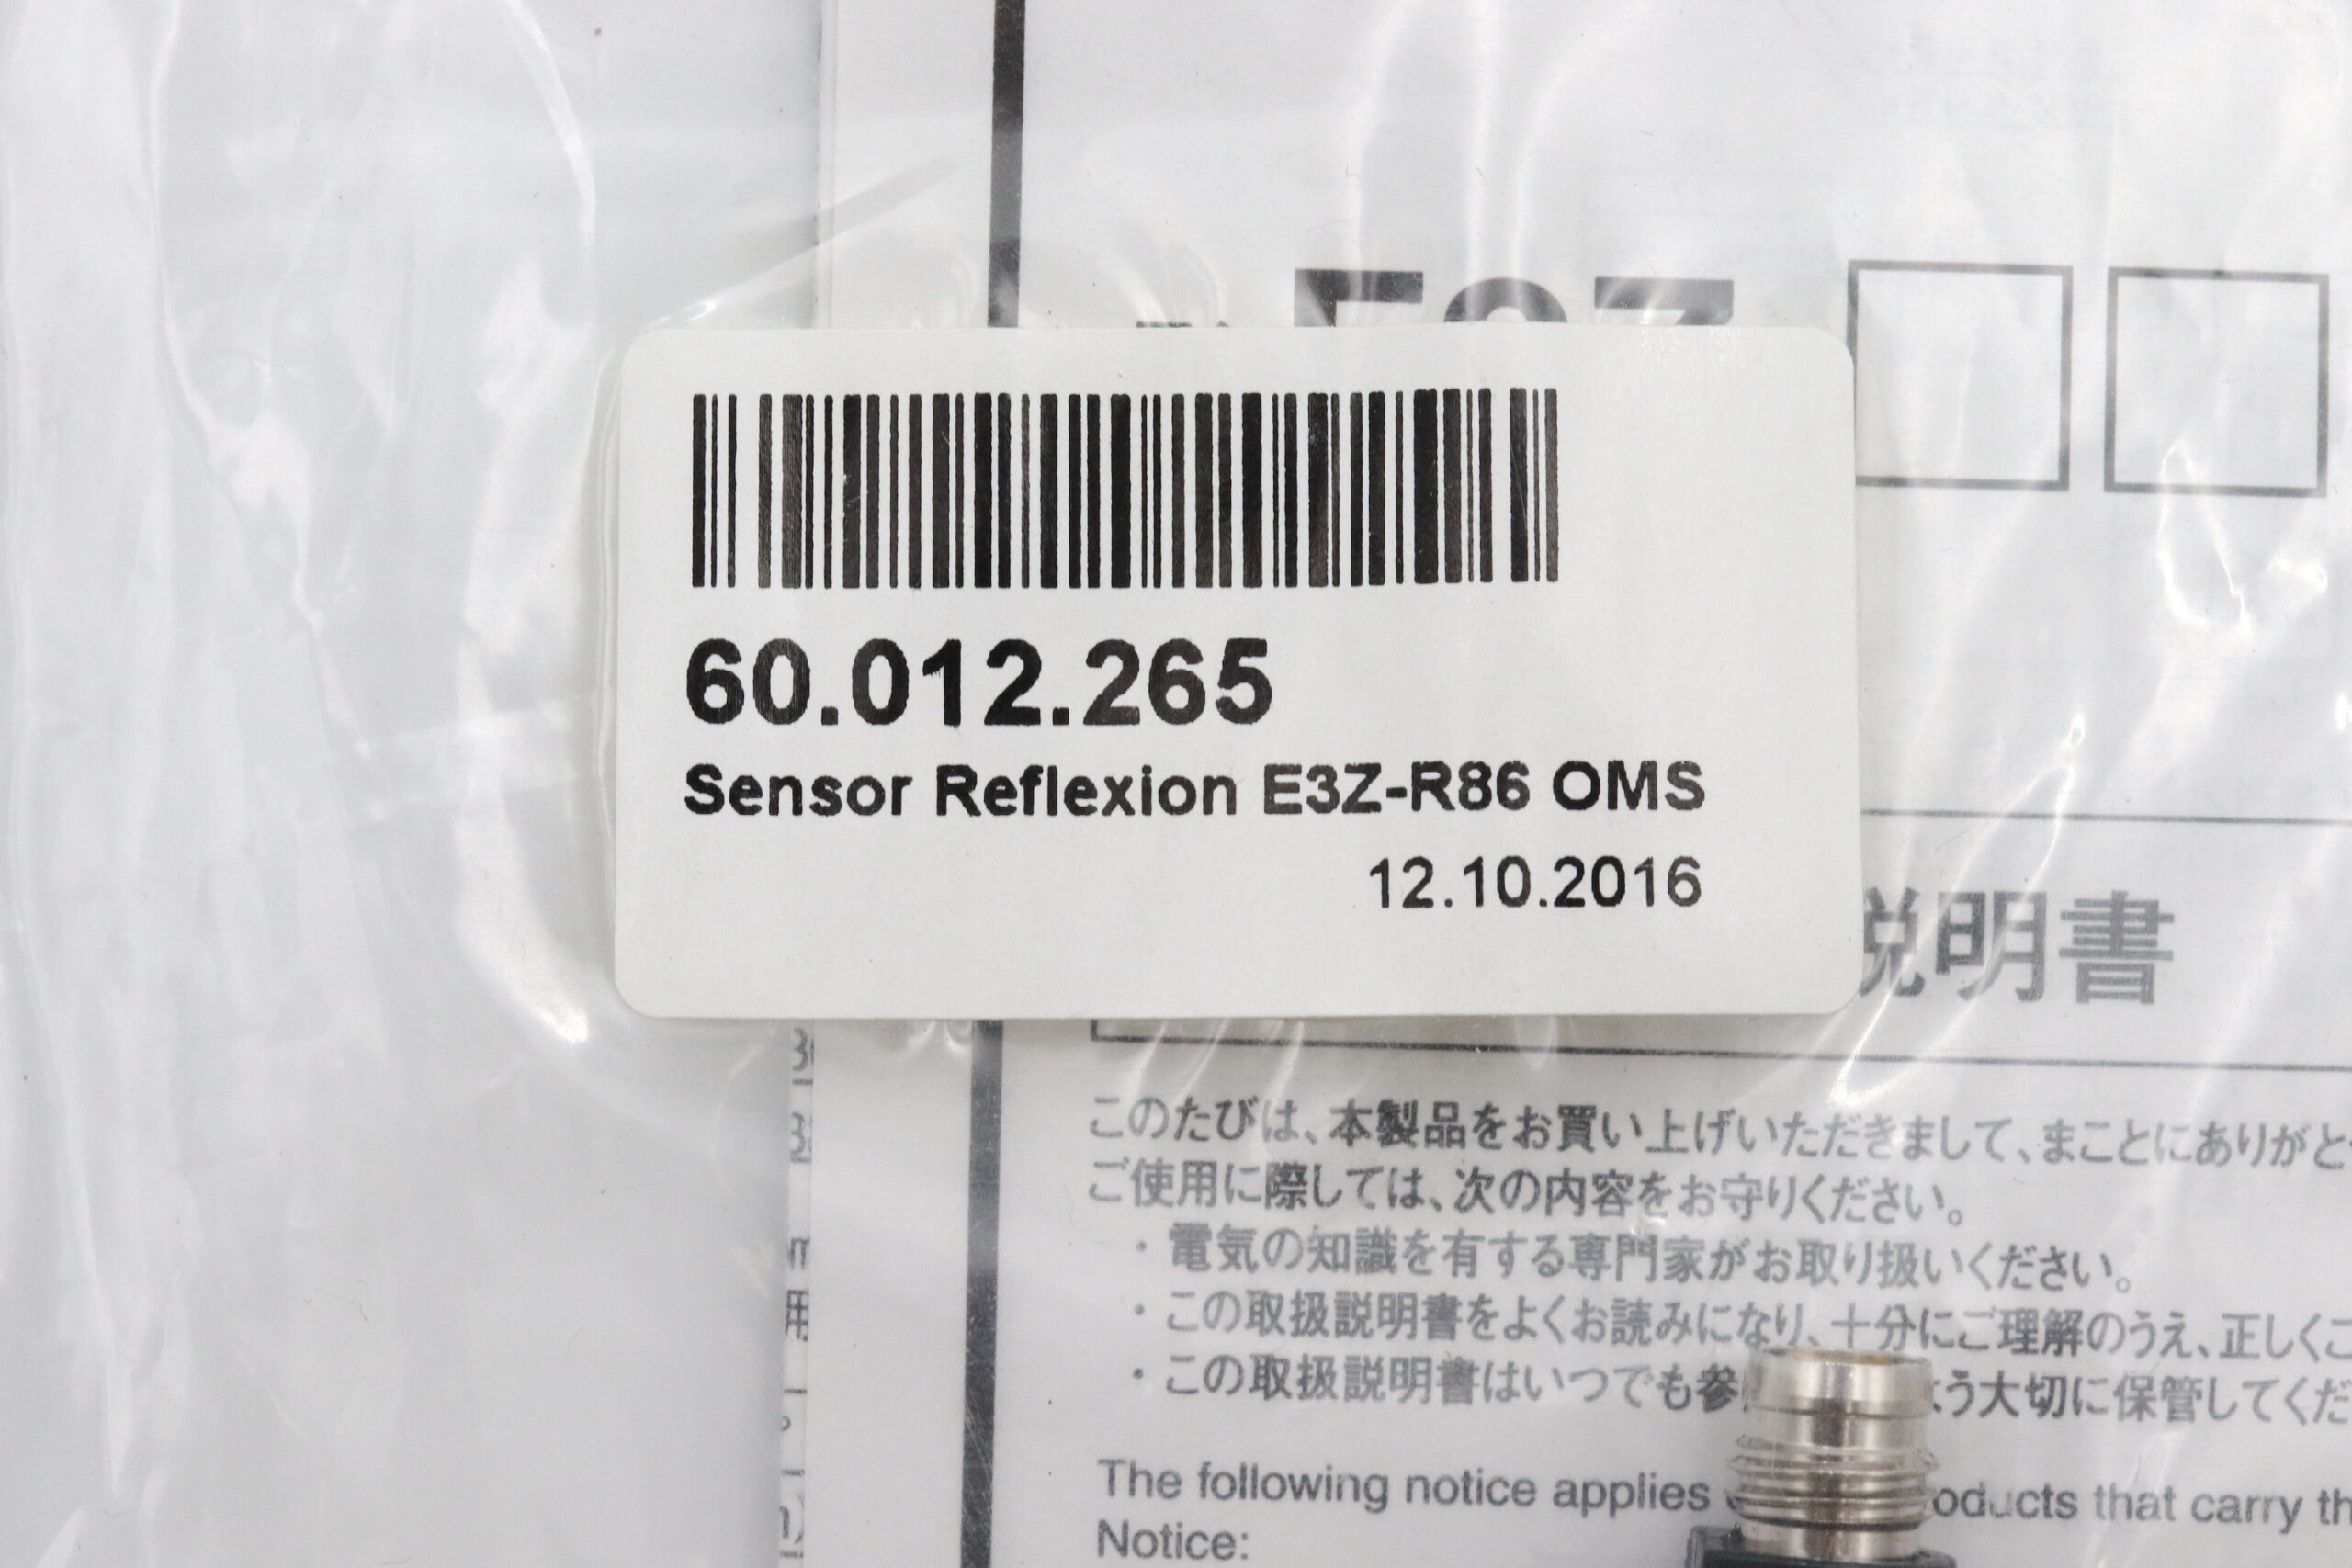 60.012.265
Sensor Reflexion E3Z-R86 OMS
12.10.2016
説明書
このたびは、本製品をお買い上げいただきまして、まことにありがと
ご使用に際しては、次の内容をお守りください。
・電気の知識を有する専門家がお取り扱いください。
・この取扱説明書をよくお読みになり、十分にご理解のうえ、正しくご
・この取扱説明書はいつでも参 よう大切に保管してくだ
The following notice applies products that carry th
Notice: